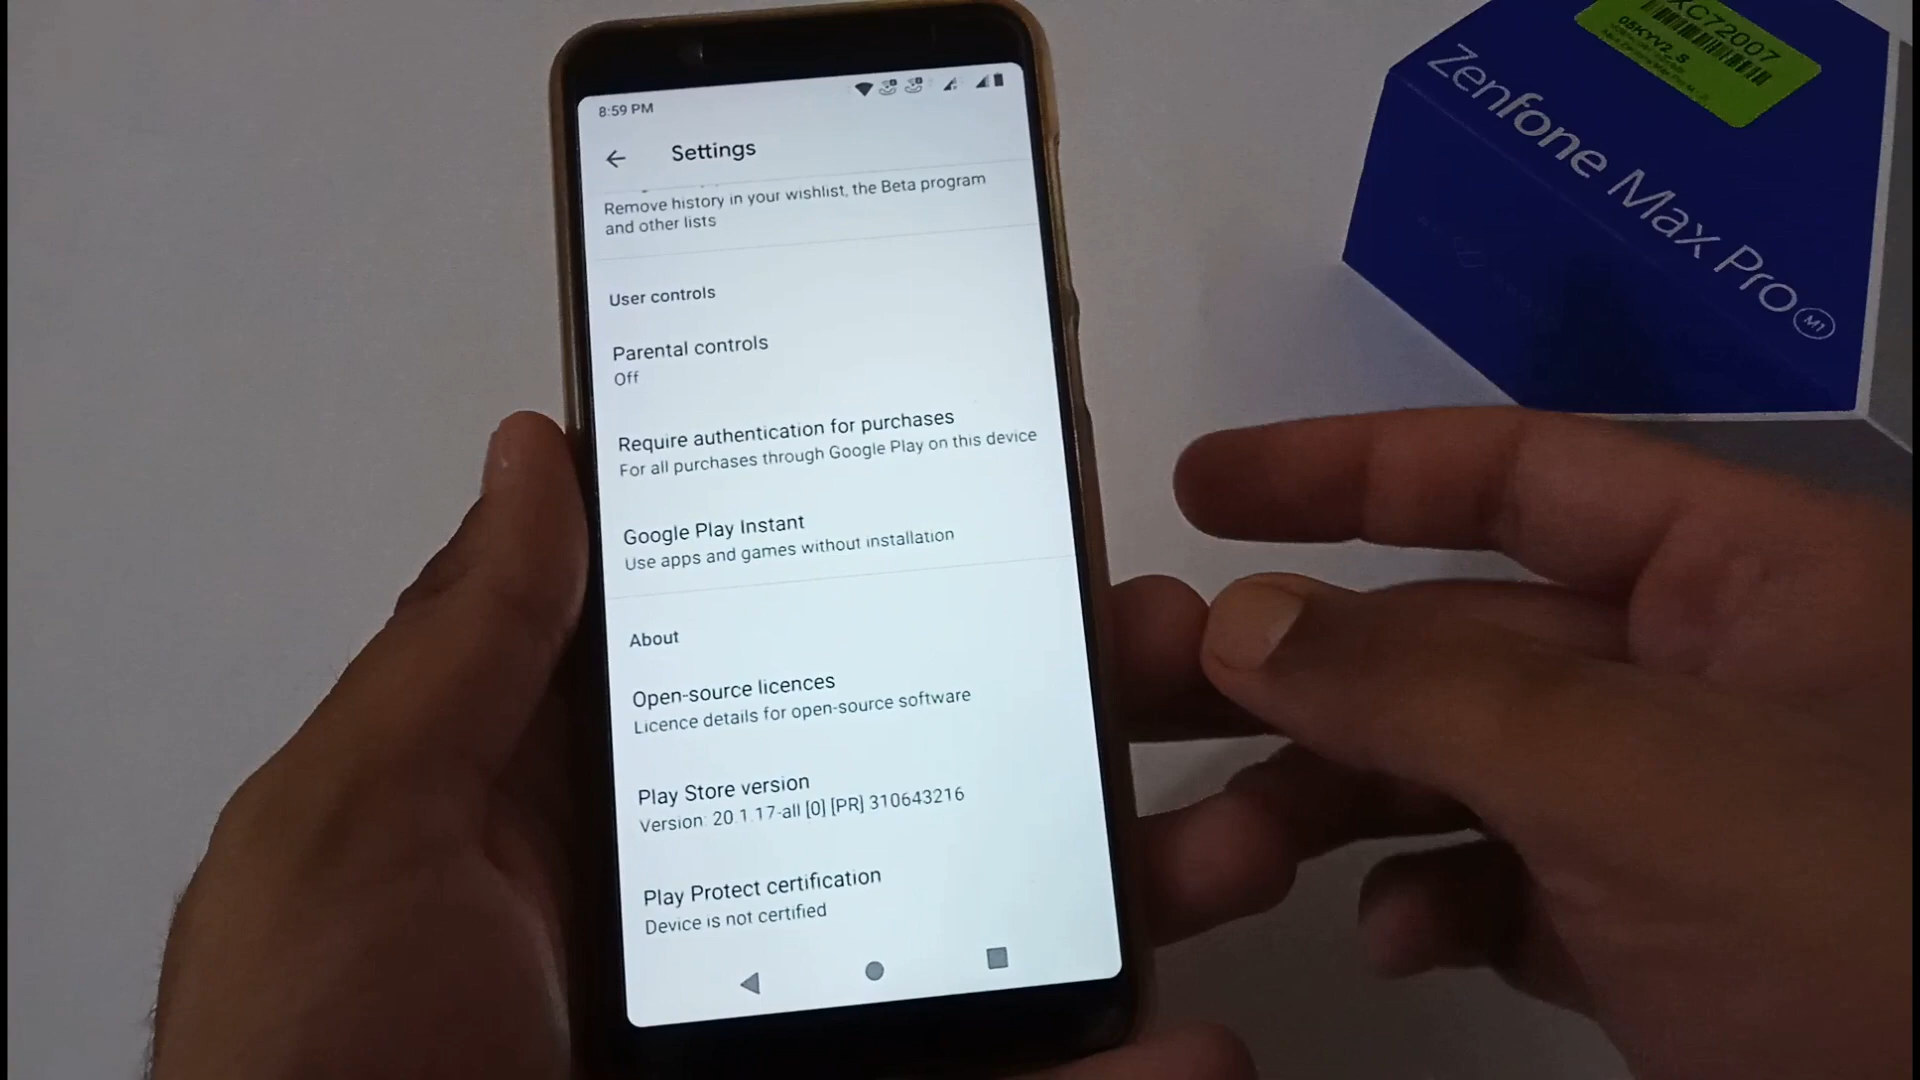 8:59 PM
Settings
Remove history in your wishlist, the Beta program
and other lists
User controls
Parental controls
Off
Require authentication for purchases
For all purchases through Google Play on this device
Google Play Instant
Use apps and games without installation
About
Open-source licences
Licence details for open-source software
Play Store version
Version: 20.1.17-all [0] [PR] 310643216
Play Protect certification
Device is not certified
XC72007
05KYV2_S
Zenfone Max Pro M1